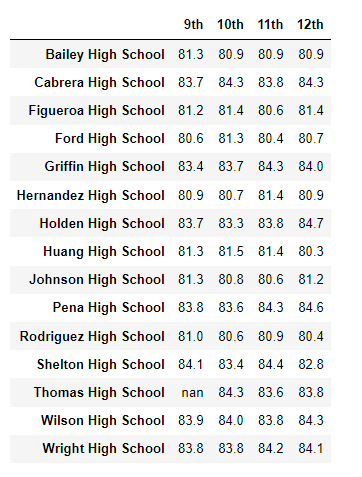 9th 10th 11th 12th
Bailey High School 81.3 80.9 80.9 80.9
Cabrera High School 83.7 84.3 83.8 84.3
Figueroa High School 81.2 81.4 80.6 81.4
Ford High School 80.6 81.3 80.4 80.7
Griffin High School 83.4 83.7 84.3 84.0
Hernandez High School 80.9 80.7 81.4 80.9
Holden High School 83.7 83.3 83.8 84.7
Huang High School 81.3 81.5 81.4 80.3
Johnson High School 81.3 80.8 80.6 81.2
Pena High School 83.8 83.6 84.3 84.6
Rodriguez High School 81.0 80.6 80.9 80.4
Shelton High School 84.1 83.4 84.4 82.8
Thomas High School nan 84.3 83.6 83.8
Wilson High School 83.9 84.0 83.8 84.3
Wright High School 83.8 83.8 84.2 84.1